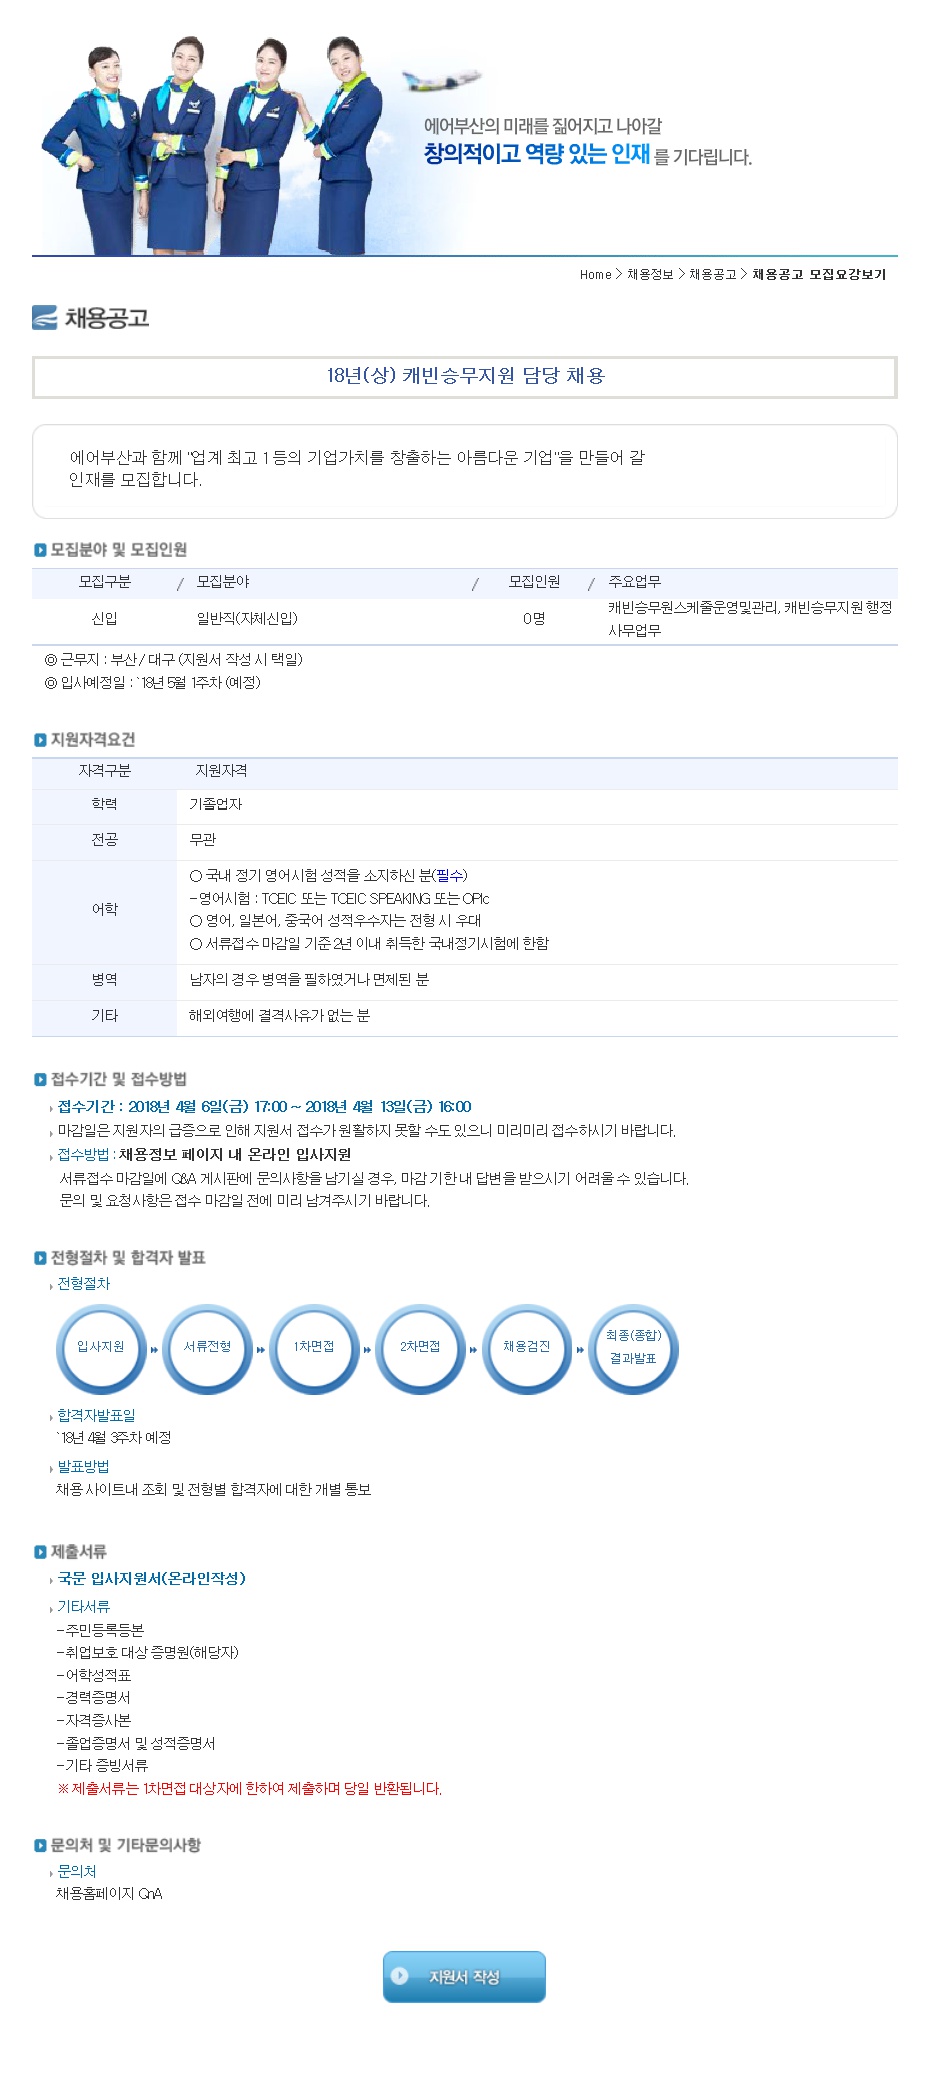 에어부산의 미래를 짊어지고 나아갈
창의적이고 역량 있는 인재를 기다립니다.
Home > 채용정보 > 채용공고 > 채용공고 모집요강보기
채용공고
18년(상) 캐빈승무지원 담당 채용
에어부산과 함께 "업계 최고 1등의 기업가치를 창출하는 아름다운 기업"을 만들어 갈
인재를 모집합니다.
모집분야 및 모집인원
모집구분 / 모집분야 / 모집인원 / 주요업무
신입 일반직(자체신입) 0명 캐빈승무원스케줄운영및관리, 캐빈승무지원 행정
사무업무
◎ 근무지 : 부산 / 대구 (지원서 작성 시 택일)
◎ 입사예정일 : `18년 5월 1주차 (예정)
지원자격요건
자격구분 지원자격
학력 기졸업자
전공 무관
어학
○ 국내 정기 영어시험 성적을 소지하신 분(필수)
- 영어시험 : TOEIC 또는 TOEIC SPEAKING 또는 OPIc
○ 영어, 일본어, 중국어 성적우수자는 전형 시 우대
○ 서류접수 마감일 기준 2년 이내 취득한 국내정기시험에 한함
병역 남자의 경우 병역을 필하였거나 면제된 분
기타 해외여행에 결격사유가 없는 분
접수기간 및 접수방법
접수기간 : 2018년 4월 6일(금) 17:00 ~ 2018년 4월 13일(금) 16:00
마감일은 지원자의 급증으로 인해 지원서 접수가 원활하지 못할 수도 있으니 미리미리 접수하시기 바랍니다.
접수방법 : 채용정보 페이지 내 온라인 입사지원
서류접수 마감일에 Q&A 게시판에 문의사항을 남기실 경우, 마감 기한 내 답변을 받으시기 어려울 수 있습니다.
문의 및 요청사항은 접수 마감일 전에 미리 남겨주시기 바랍니다.
전형절차 및 합격자 발표
전형절차
입사지원 서류전형 1차면접 2차면접 채용검진 최종(종합)
결과발표
합격자발표일
`18년 4월 3주차 예정
발표방법
채용 사이트내 조회 및 전형별 합격자에 대한 개별 통보
제출서류
국문 입사지원서(온라인작성)
기타서류
- 주민등록등본
- 취업보호 대상 증명원(해당자)
- 어학성적표
- 경력증명서
- 자격증사본
- 졸업증명서 및 성적증명서
- 기타 증빙서류
※ 제출서류는 1차면접 대상자에 한하여 제출하며 당일 반환됩니다.
문의처 및 기타문의사항
문의처
채용홈페이지 QnA
지원서 작성